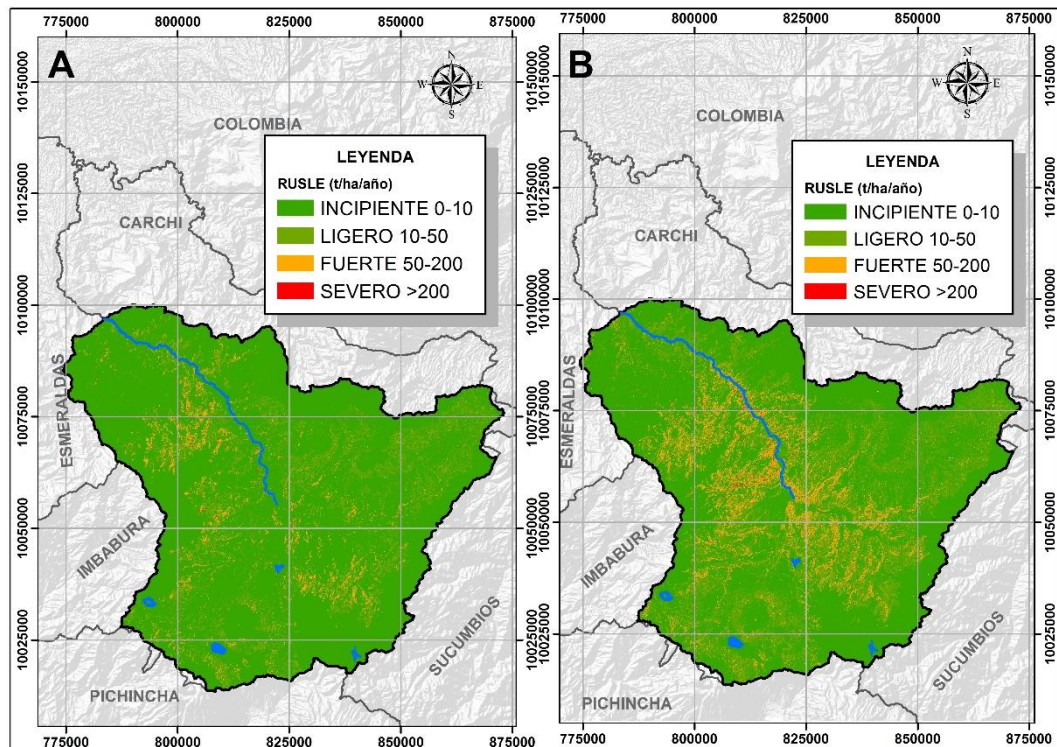 775000 800000 825000 850000 875000
A
N
W E
S
COLOMBIA
LEYENDA
RUSLE (t/ha/año)
INCIPIENTE 0-10
LIGERO 10-50
FUERTE 50-200
SEVERO >200
CARCHI
ESMERALDAS
IMBABURA
PICHINCHA
SUCUMBIOS
10150000
10125000
10100000
10075000
10050000
10025000
10150000
10125000
10100000
10075000
10050000
10025000
775000 800000 825000 850000 875000
775000 800000 825000 850000 875000
B
N
W E
S
COLOMBIA
LEYENDA
RUSLE (t/ha/año)
INCIPIENTE 0-10
LIGERO 10-50
FUERTE 50-200
SEVERO >200
CARCHI
ESMERALDAS
IMBABURA
PICHINCHA
SUCUMBIOS
10150000
10125000
10100000
10075000
10050000
10025000
775000 800000 825000 850000 875000